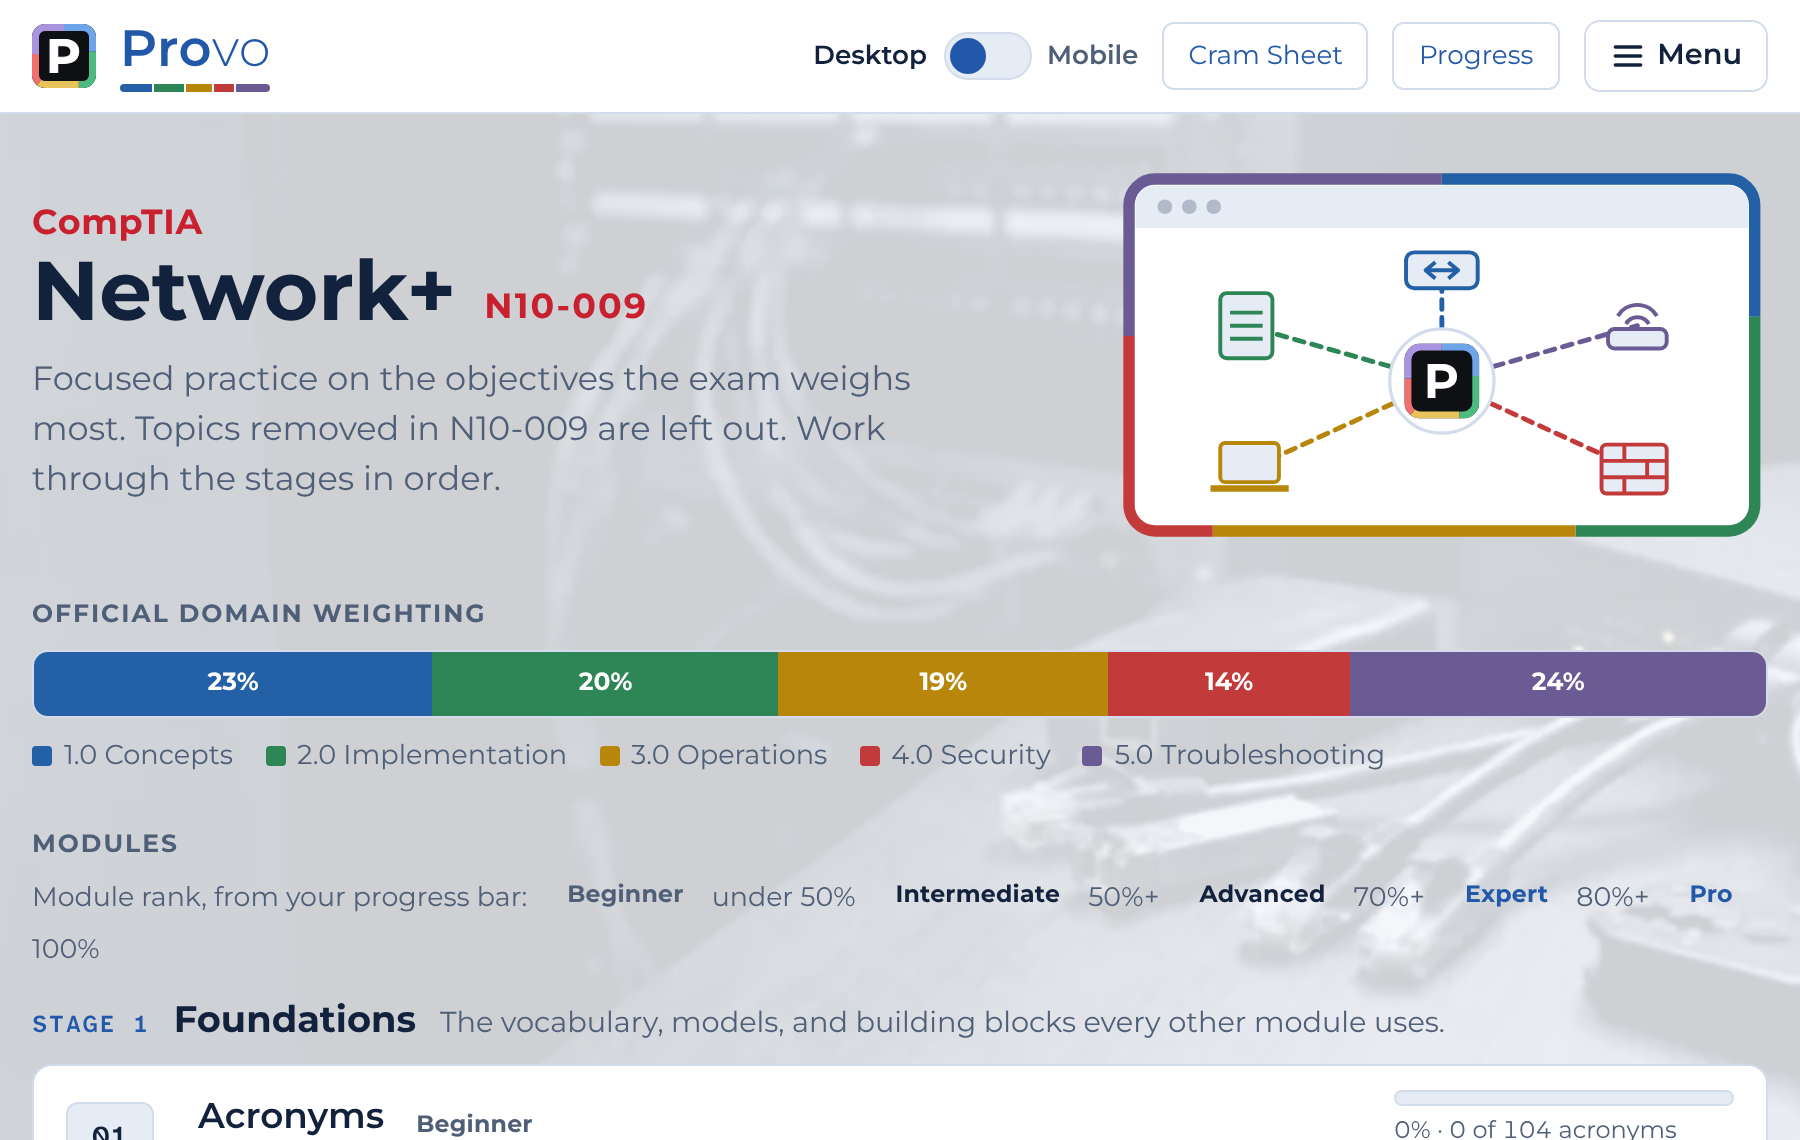 P Provo Desktop Mobile Cram Sheet Progress Menu
CompTIA
Network+ N10-009
Focused practice on the objectives the exam weighs
most. Topics removed in N10-009 are left out. Work
through the stages in order.
P
OFFICIAL DOMAIN WEIGHTING
23% 20% 19% 14% 24%
1.0 Concepts 2.0 Implementation 3.0 Operations 4.0 Security 5.0 Troubleshooting
MODULES
Module rank, from your progress bar: Beginner under 50% Intermediate 50%+ Advanced 70%+ Expert 80%+ Pro
100%
STAGE 1 Foundations The vocabulary, models, and building blocks every other module uses.
01 Acronyms Beginner 0% · 0 of 104 acronyms